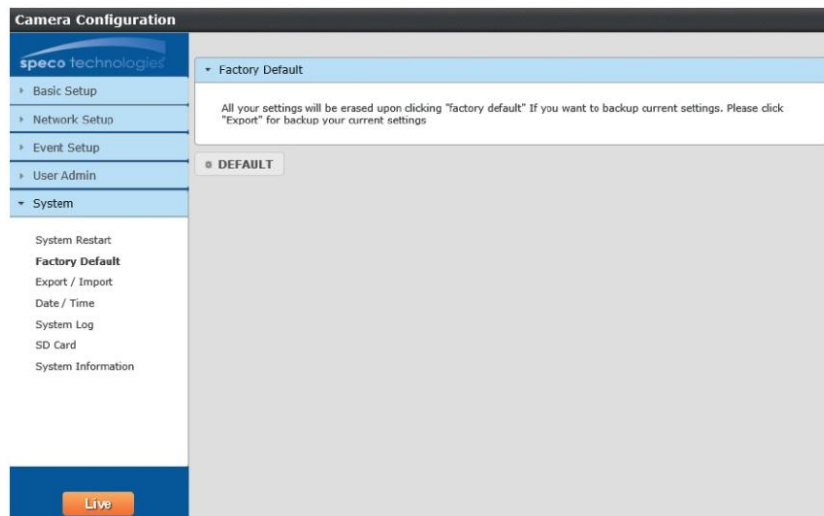 Camera Configuration
speco technologies
Basic Setup
Network Setup
Event Setup
User Admin
System
System Restart
Factory Default
Export / Import
Date / Time
System Log
SD Card
System Information
Live
Factory Default
All your settings will be erased upon clicking "factory default" If you want to backup current settings. Please click
"Export" for backup your current settings
DEFAULT